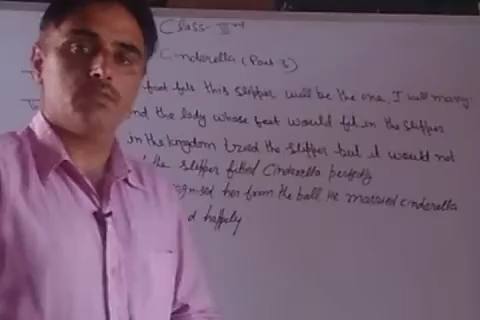 Class- IIIrd
Cinderella (Part 3)
foot fits this slipper will be the one, I will marry.
the lady whose feet would fit in the slipper
in the kingdom tried the slipper but it would not
the slipper fitted Cinderella perfectly
her from the ball. He married cinderella
happily